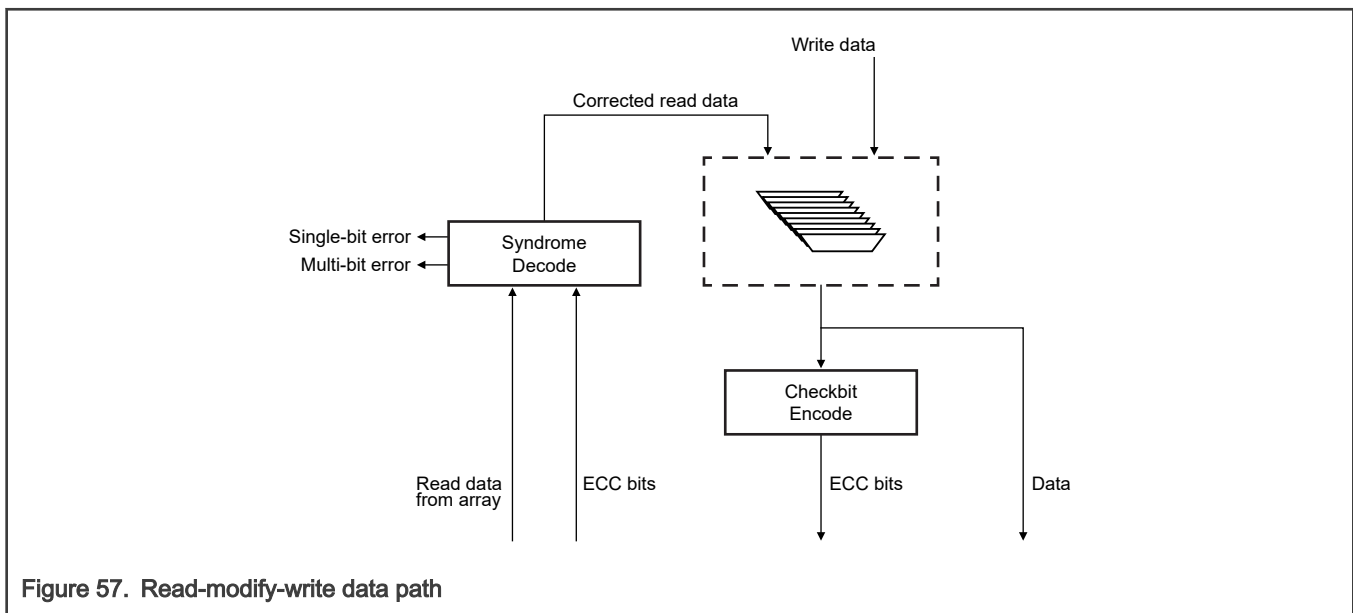 Write data
Corrected read data
Single-bit error
Multi-bit error
Syndrome
Decode
Checkbit
Encode
Read data
from array
ECC bits
ECC bits
Data
Figure 57. Read-modify-write data path